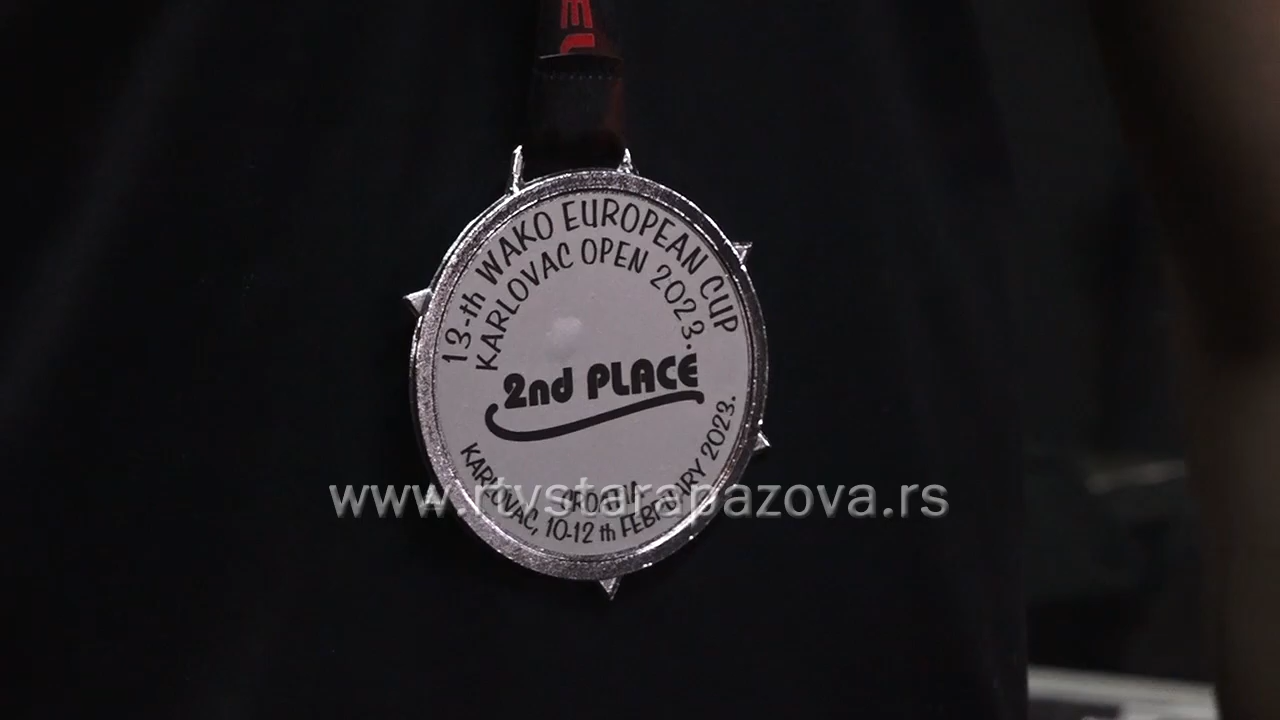 13-th WAKO EUROPEAN CUP
KARLOVAC OPEN 2023.
2nd PLACE
CROATIA
KARLOVAC, 10-12 th FEBRUARY 2023.
www.rtvstarapazova.rs